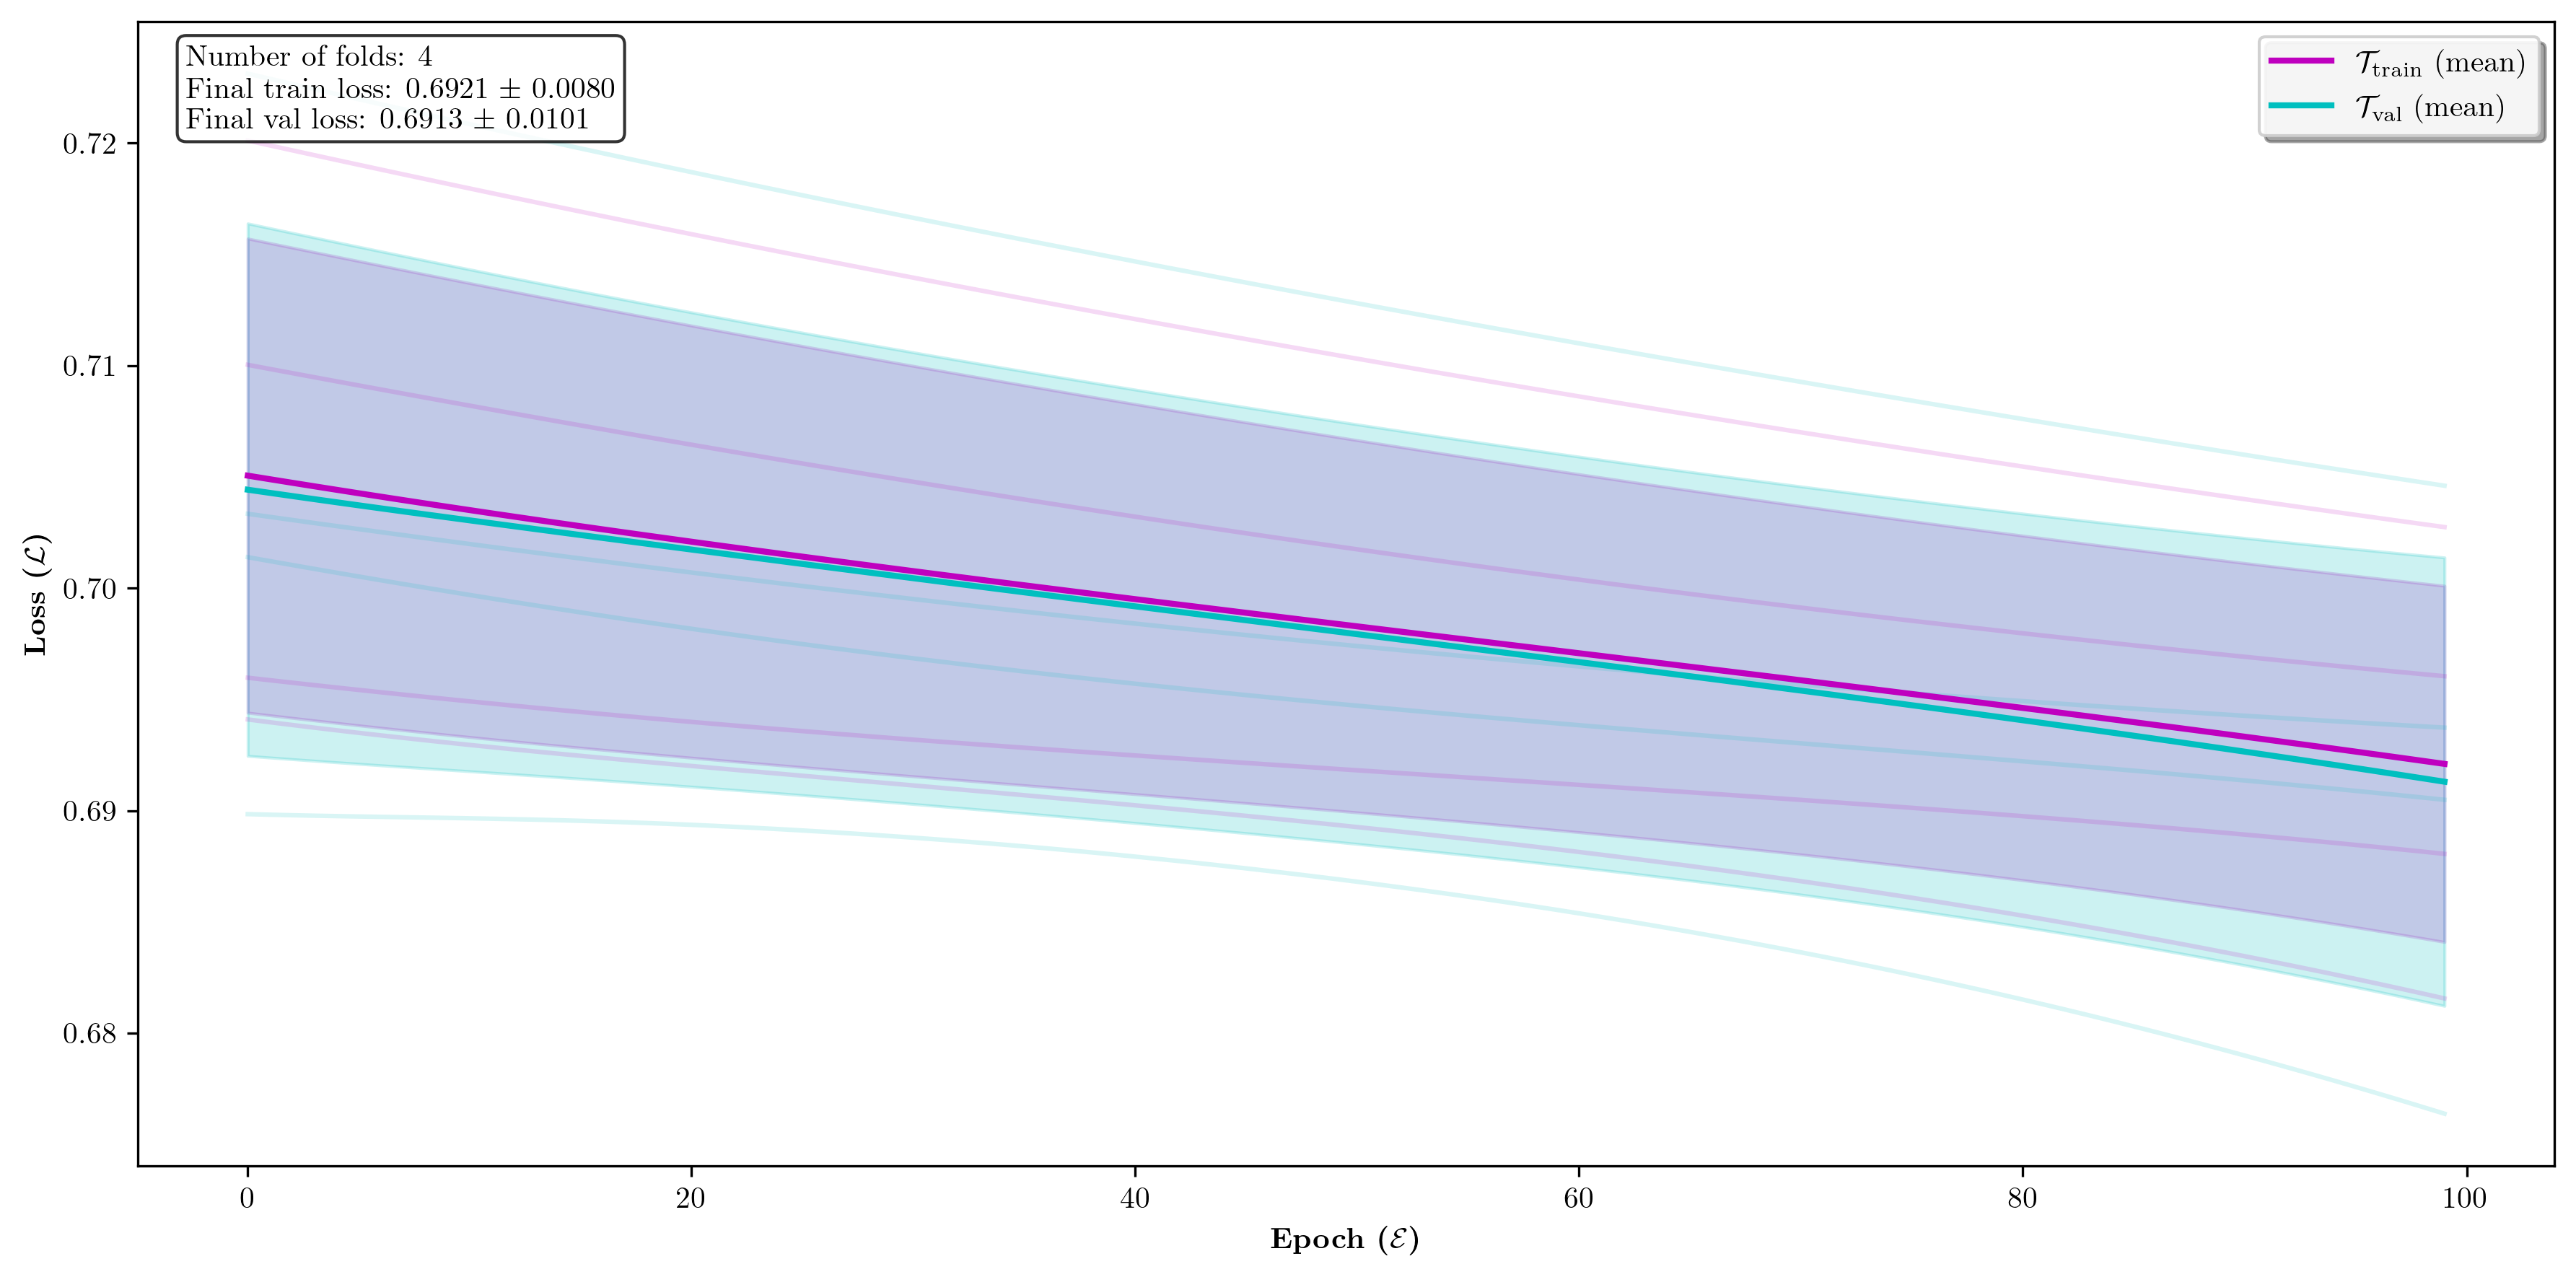 Number of folds: 4
Final train loss: 0.6921 ± 0.0080
Final val loss: 0.6913 ± 0.0101
𝒯train (mean)
𝒯val (mean)
0.72
0.71
0.70
0.69
0.68
Loss (ℒ)
0 20 40 60 80 100
Epoch (ℰ)